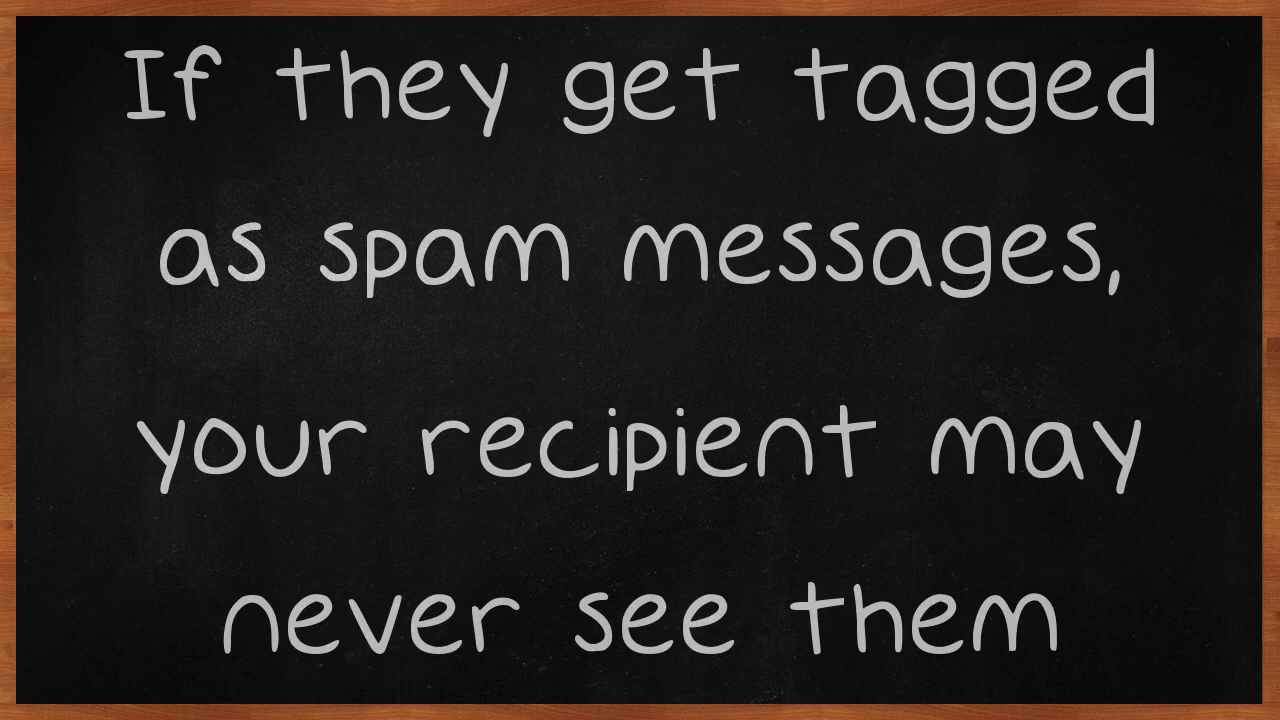 If they get tagged
as spam messages,
your recipient may
never see them